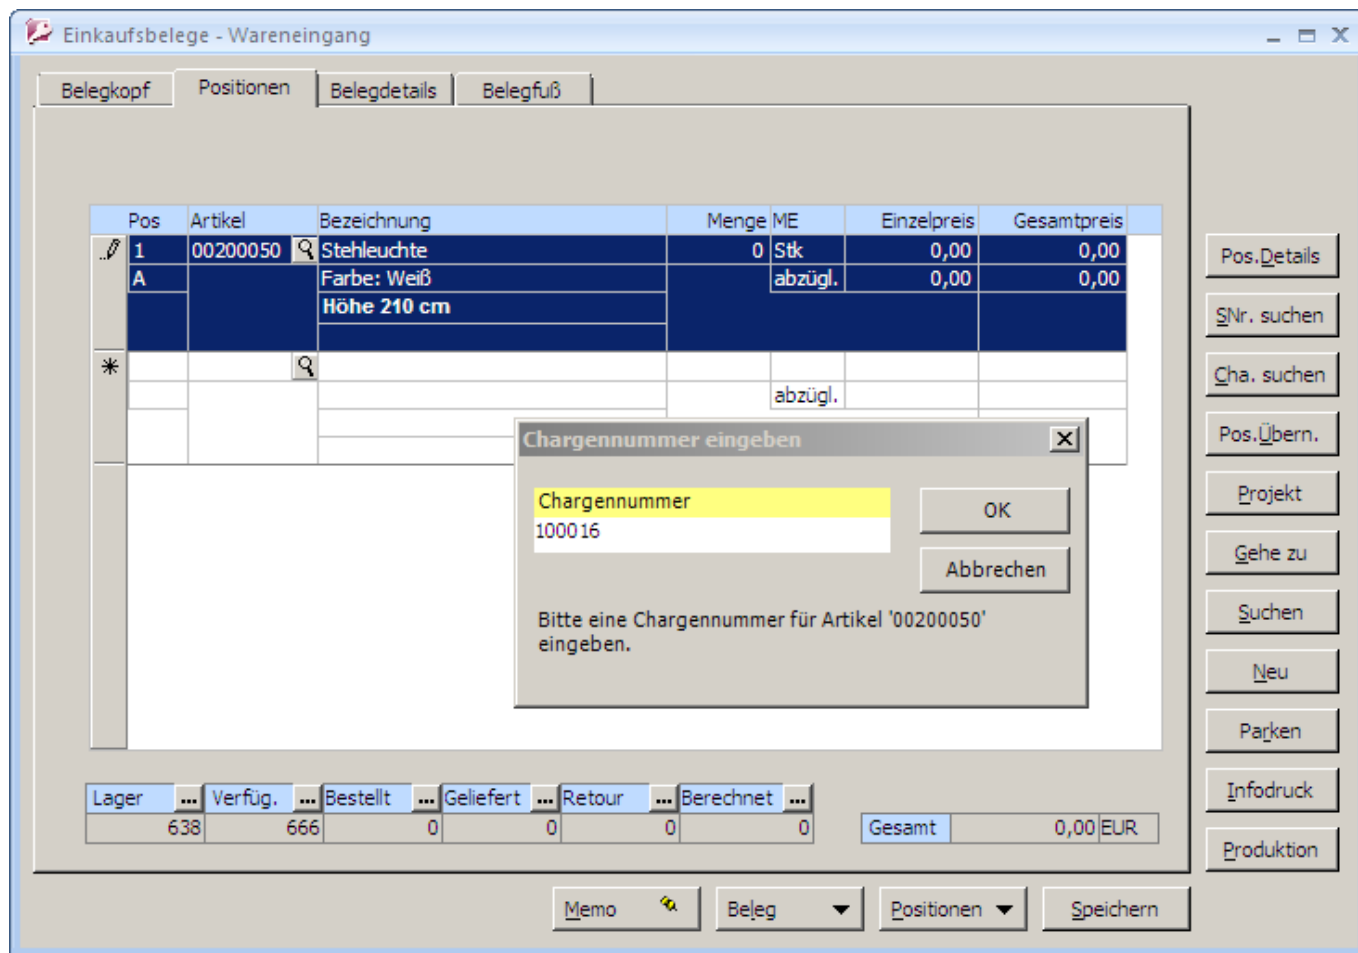 Einkaufsbelege - Wareneingang
Belegkopf Positionen Belegdetails Belegfuß
Pos Artikel Bezeichnung Menge ME Einzelpreis Gesamtpreis
1 00200050 Stehleuchte 0 Stk 0,00 0,00
A Farbe: Weiß abzügl. 0,00 0,00
Höhe 210 cm
abzügl.
Chargennummer eingeben
Chargennummer
100016
OK
Abbrechen
Bitte eine Chargennummer für Artikel '00200050'
eingeben.
Pos.Details
SNr. suchen
Cha. suchen
Pos.Übern.
Projekt
Gehe zu
Suchen
Neu
Parken
Infodruck
Produktion
Lager ... Verfüg. ... Bestellt ... Geliefert ... Retour ... Berechnet ...
638 666 0 0 0 0 Gesamt 0,00 EUR
Memo Beleg Positionen Speichern